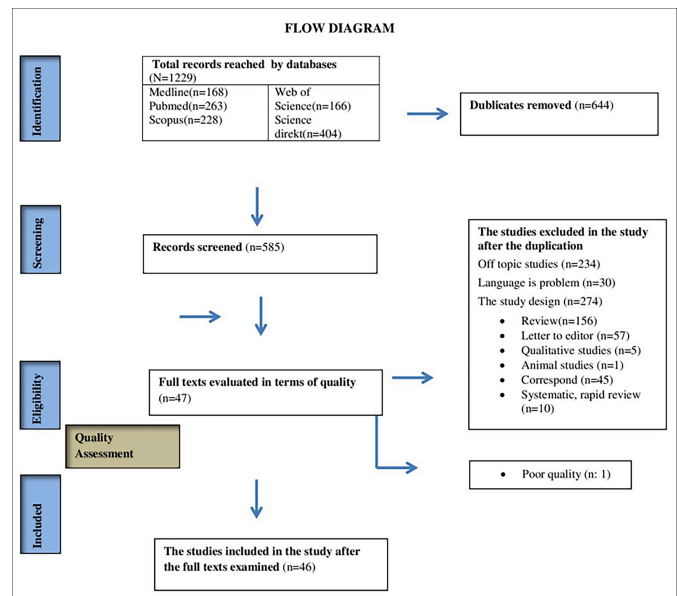 FLOW DIAGRAM
Identification
Total records reached by databases
(N=1229)
Medline(n=168)
Pubmed(n=263)
Scopus(n=228)
Web of
Science(n=166)
Science
direkt(n=404)
Dublicates removed (n=644)
Screening
Records screened (n=585)
The studies excluded in the study
after the duplication
Off topic studies (n=234)
Language is problem (n=30)
The study design (n=274)
• Review(n=156)
• Letter to editor (n=57)
• Qualitative studies (n=5)
• Animal studies (n=1)
• Correspond (n=45)
• Systematic, rapid review
(n=10)
Eligibility
Full texts evaluated in terms of quality
(n=47)
Quality
Assessment
• Poor quality (n: 1)
Included
The studies included in the study after
the full texts examined (n=46)